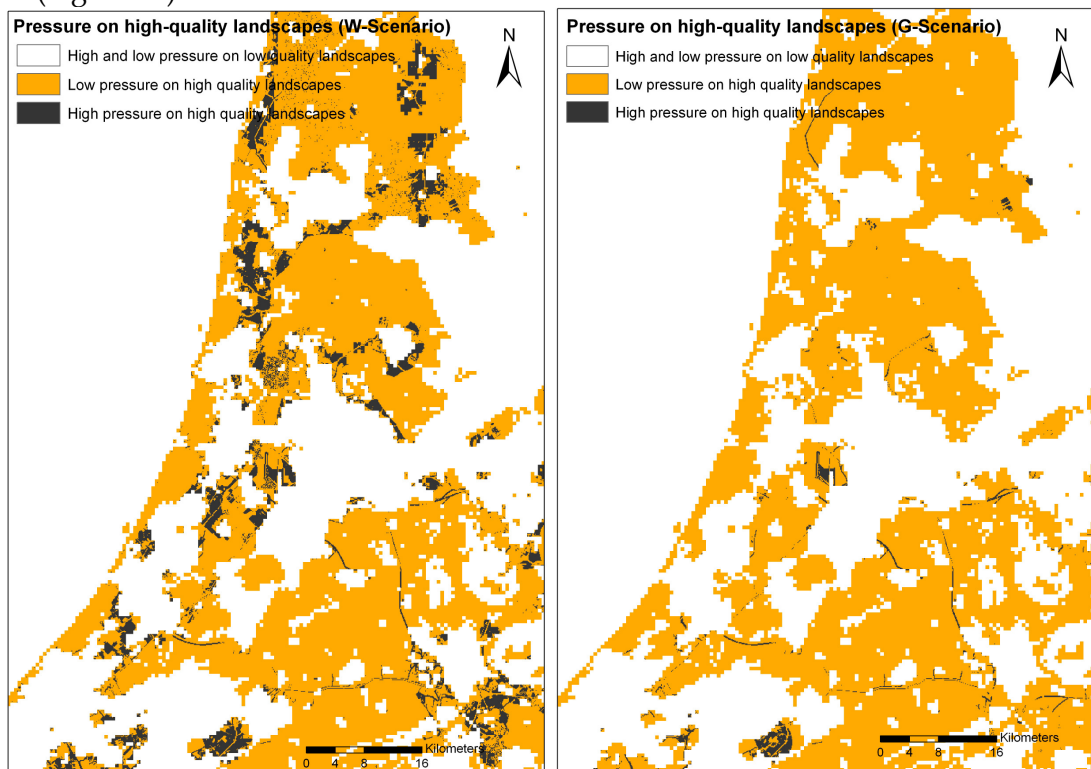 Pressure on high-quality landscapes (W-Scenario)
N
High and low pressure on low quality landscapes
Low pressure on high quality landscapes
High pressure on high quality landscapes
Kilometers
0 4 8 16
Pressure on high-quality landscapes (G-Scenario)
N
High and low pressure on low quality landscapes
Low pressure on high quality landscapes
High pressure on high quality landscapes
Kilometers
0 4 8 16